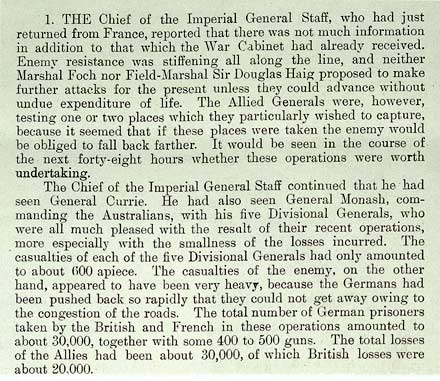 1. THE Chief of the Imperial General Staff, who had just
returned from France, reported that there was not much information
in addition to that which the War Cabinet had already received.
Enemy resistance was stiffening all along the line, and neither
Marshal Foch nor Field-Marshal Sir Douglas Haig proposed to make
further attacks for the present unless they could advance without
undue expenditure of life. The Allied Generals were, however,
testing one or two places which they particularly wished to capture,
because it seemed that if these places were taken the enemy would
be obliged to fall back farther. It would be seen in the course of
the next forty-eight hours whether these operations were worth
undertaking.
The Chief of the Imperial General Staff continued that he had
seen General Currie. He had also seen General Monash, com-
manding the Australians, with his five Divisional Generals, who
were all much pleased with the result of their recent operations,
more especially with the smallness of the losses incurred. The
casualties of each of the five Divisional Generals had only amounted
to about 600 apiece. The casualties of the enemy, on the other
hand, appeared to have been very heavy, because the Germans had
been pushed back so rapidly that they could not get away owing to
the congestion of the roads. The total number of German prisoners
taken by the British and French in these operations amounted to
about 30,000, together with some 400 to 500 guns. The total losses
of the Allies had been about 30,000, of which British losses were
about 20.000.